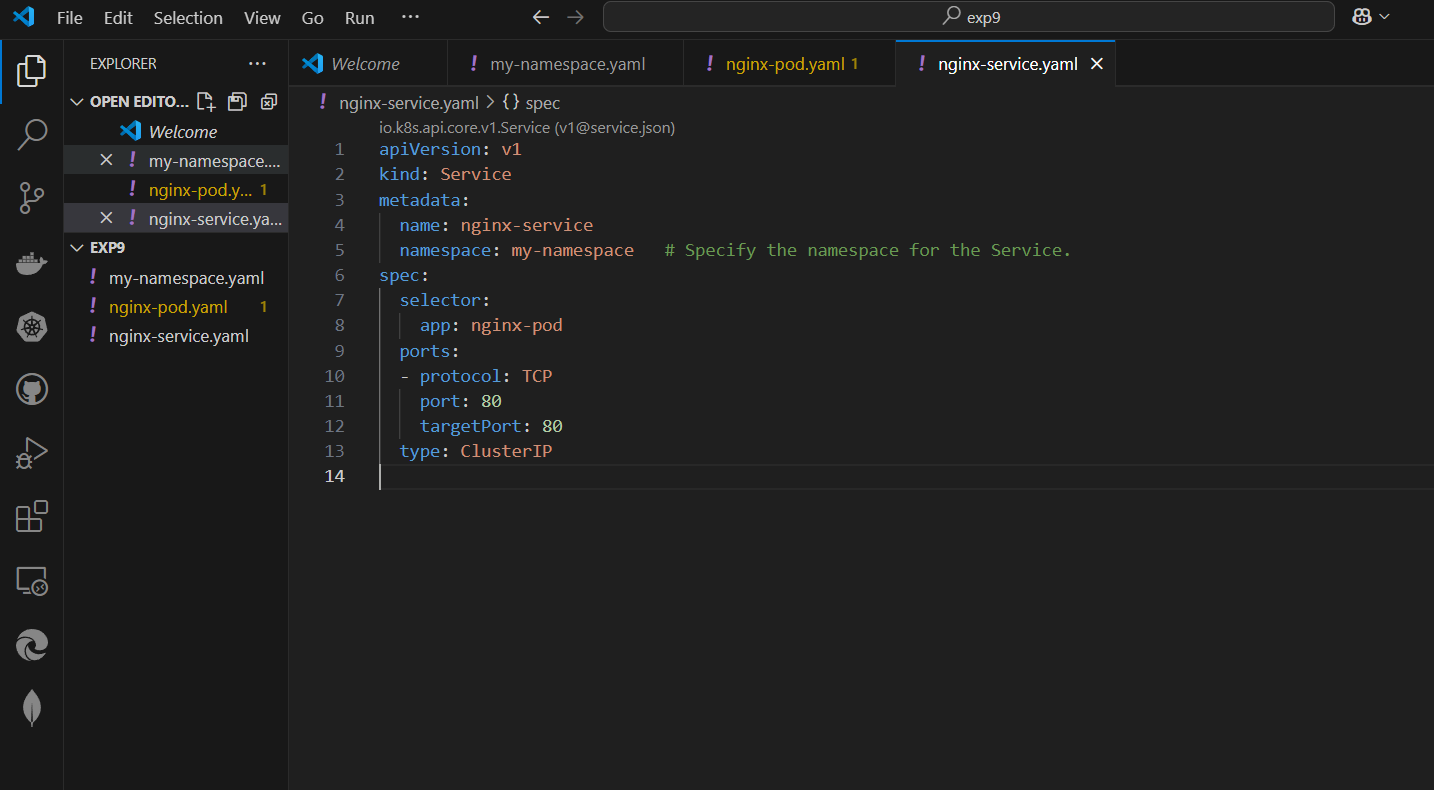 File Edit Selection View Go Run ···
exp9
EXPLORER
OPEN EDITO...
Welcome
my-namespace....
nginx-pod.y... 1
nginx-service.ya...
EXP9
my-namespace.yaml
nginx-pod.yaml 1
nginx-service.yaml
Welcome
my-namespace.yaml
nginx-pod.yaml 1
nginx-service.yaml
nginx-service.yaml > {} spec
io.k8s.api.core.v1.Service (v1@service.json)
1 apiVersion: v1
2 kind: Service
3 metadata:
4   name: nginx-service
5   namespace: my-namespace   # Specify the namespace for the Service.
6 spec:
7   selector:
8     app: nginx-pod
9   ports:
10   - protocol: TCP
11     port: 80
12     targetPort: 80
13   type: ClusterIP
14